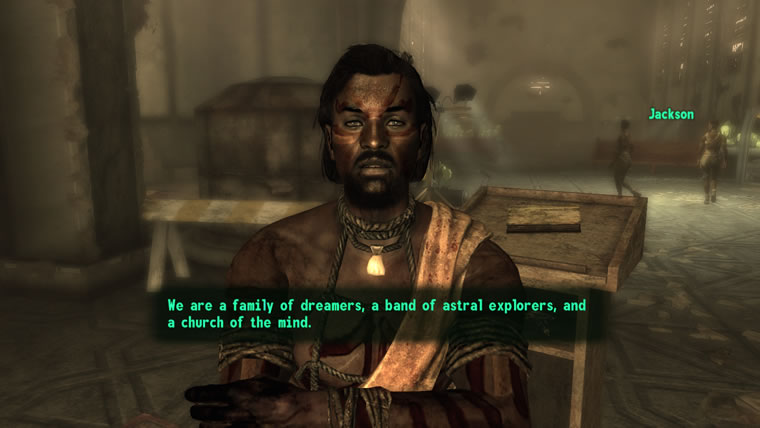 Jackson
We are a family of dreamers, a band of astral explorers, and
a church of the mind.